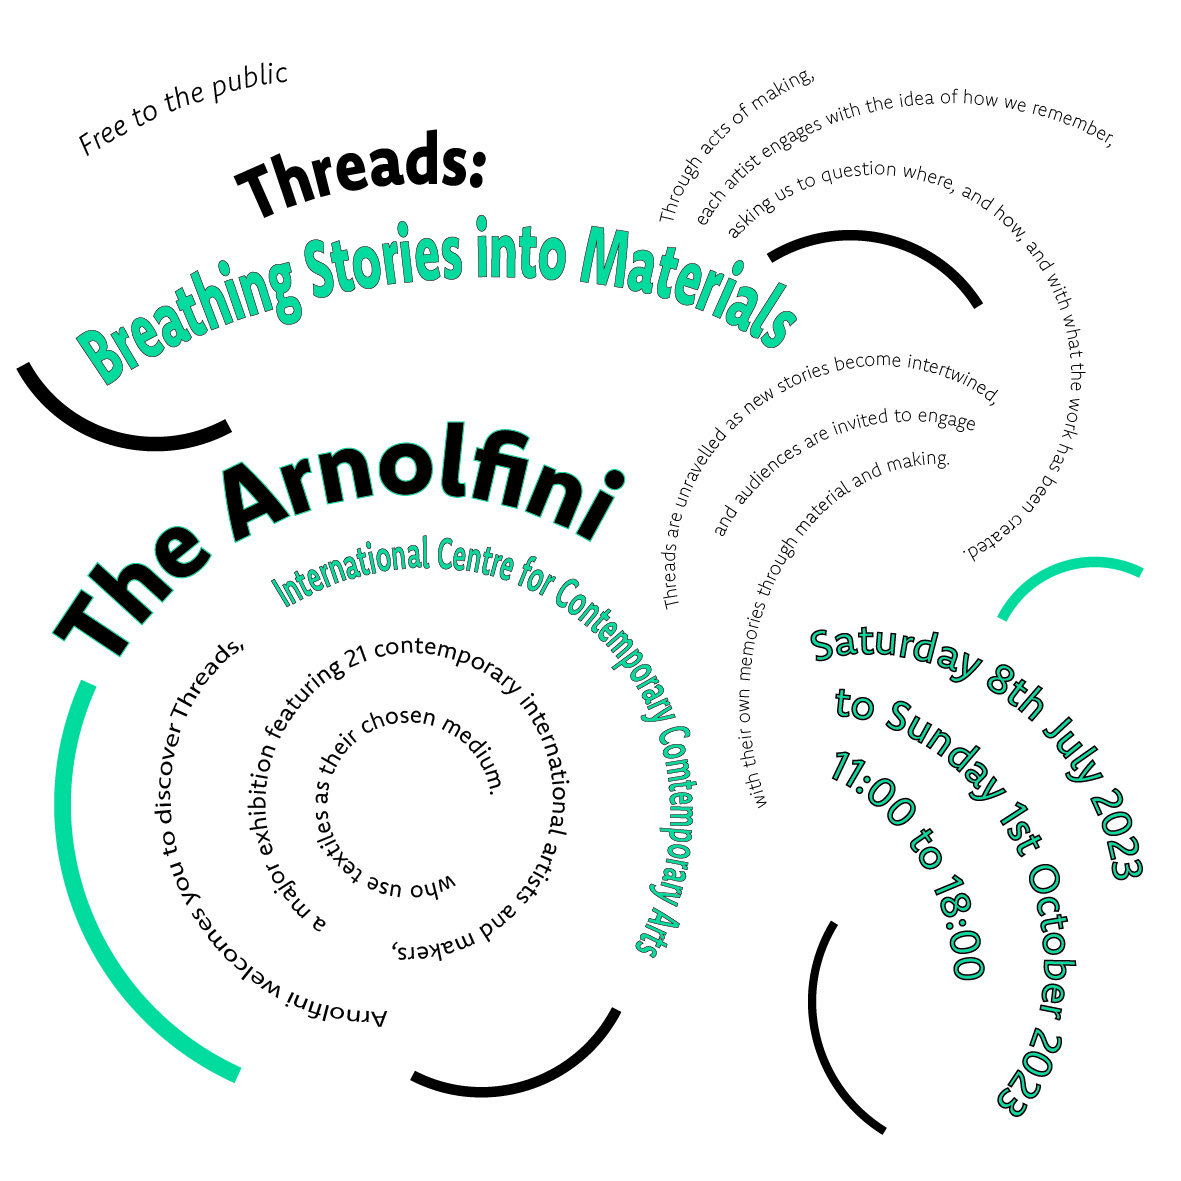 Free to the public
Threads:
Breathing Stories into Materials
Through acts of making,
each artist engages with the idea of how we remember,
asking us to question where, and how, and with what the work has been created.
Threads are unravelled as new stories become intertwined,
and audiences are invited to engage
with their own memories through material and making.
The Arnolfini
International Centre for Contemporary Comtemporary Arts
Arnolfini welcomes you to discover Threads,
a major exhibition featuring 21 contemporary international artists and makers,
who use textiles as their chosen medium.
Saturday 8th July 2023
to Sunday 1st October 2023
11:00 to 18:00